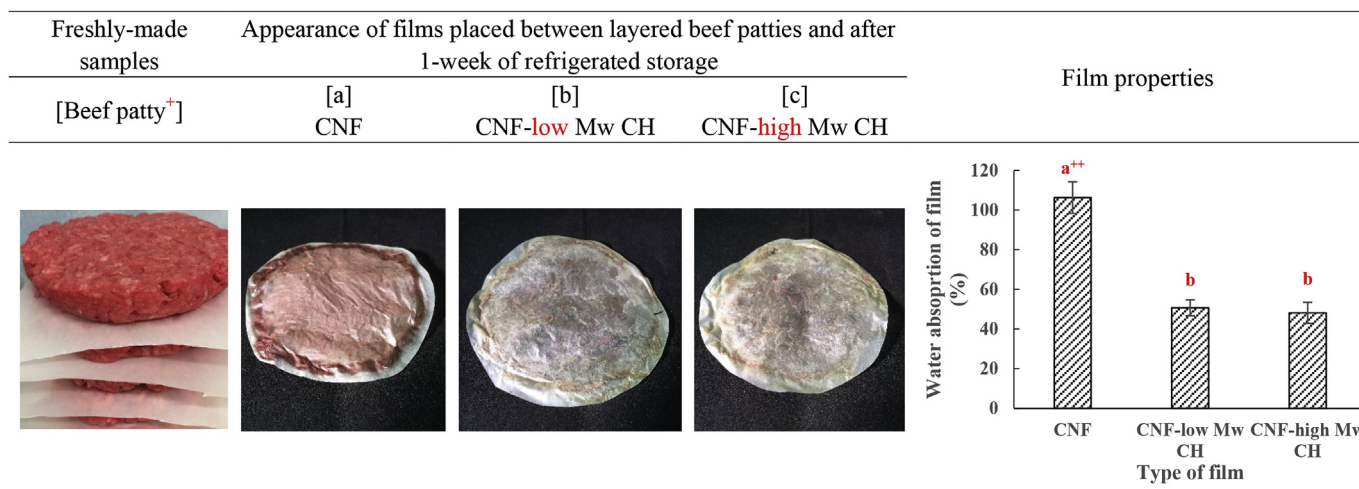 Freshly-made
samples
Appearance of films placed between layered beef patties and after
1-week of refrigerated storage
Film properties
[Beef patty+]
[a]
CNF
[b]
CNF-low Mw CH
[c]
CNF-high Mw CH
Water absoprtion of film
(%)
120
100
80
60
40
20
0
a++
b
b
CNF
CNF-low Mw
CH
CNF-high Mw
CH
Type of film